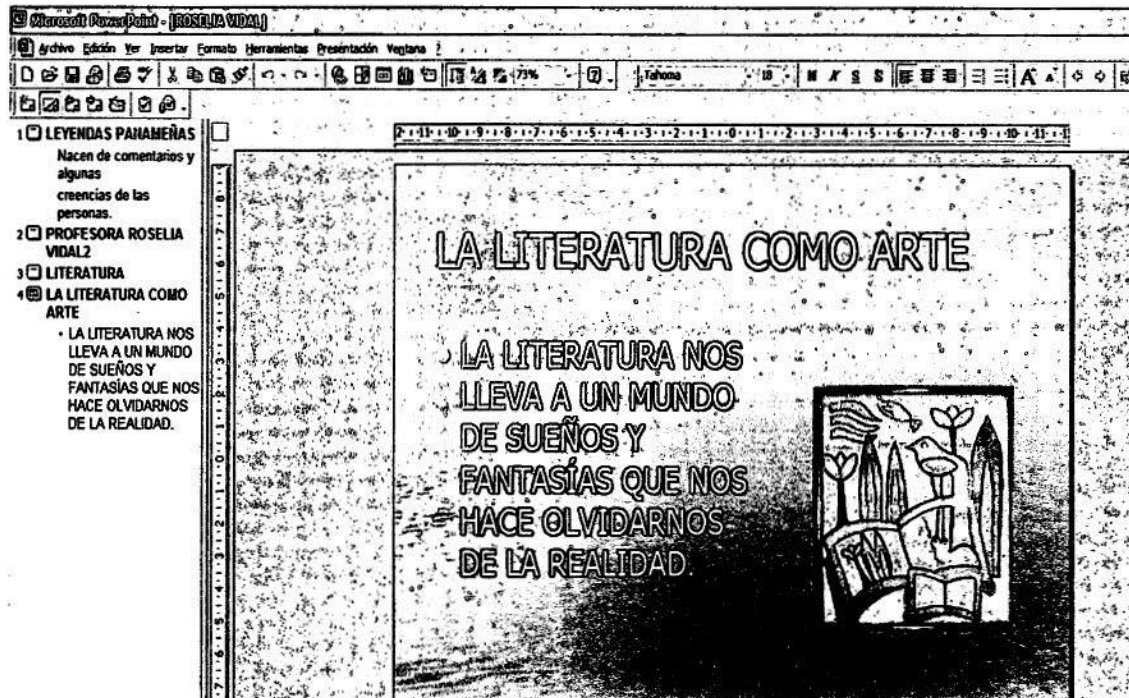 Microsoft PowerPoint - [ROSELIA VIDAL]
Archivo Edición Ver Insertar Formato Herramientas Presentación Ventana ?
73% Tahoma 18 N K S S
1 LEYENDAS PANAMEÑAS
Nacen de comentarios y
algunas
creencias de las
personas.
2 PROFESORA ROSELIA
VIDAL2
3 LITERATURA
4 LA LITERATURA COMO
ARTE
• LA LITERATURA NOS
LLEVA A UN MUNDO
DE SUEÑOS Y
FANTASÍAS QUE NOS
HACE OLVIDARNOS
DE LA REALIDAD.
LA LITERATURA COMO ARTE
LA LITERATURA NOS
LLEVA A UN MUNDO
DE SUEÑOS Y
FANTASÍAS QUE NOS
HACE OLVIDARNOS
DE LA REALIDAD.